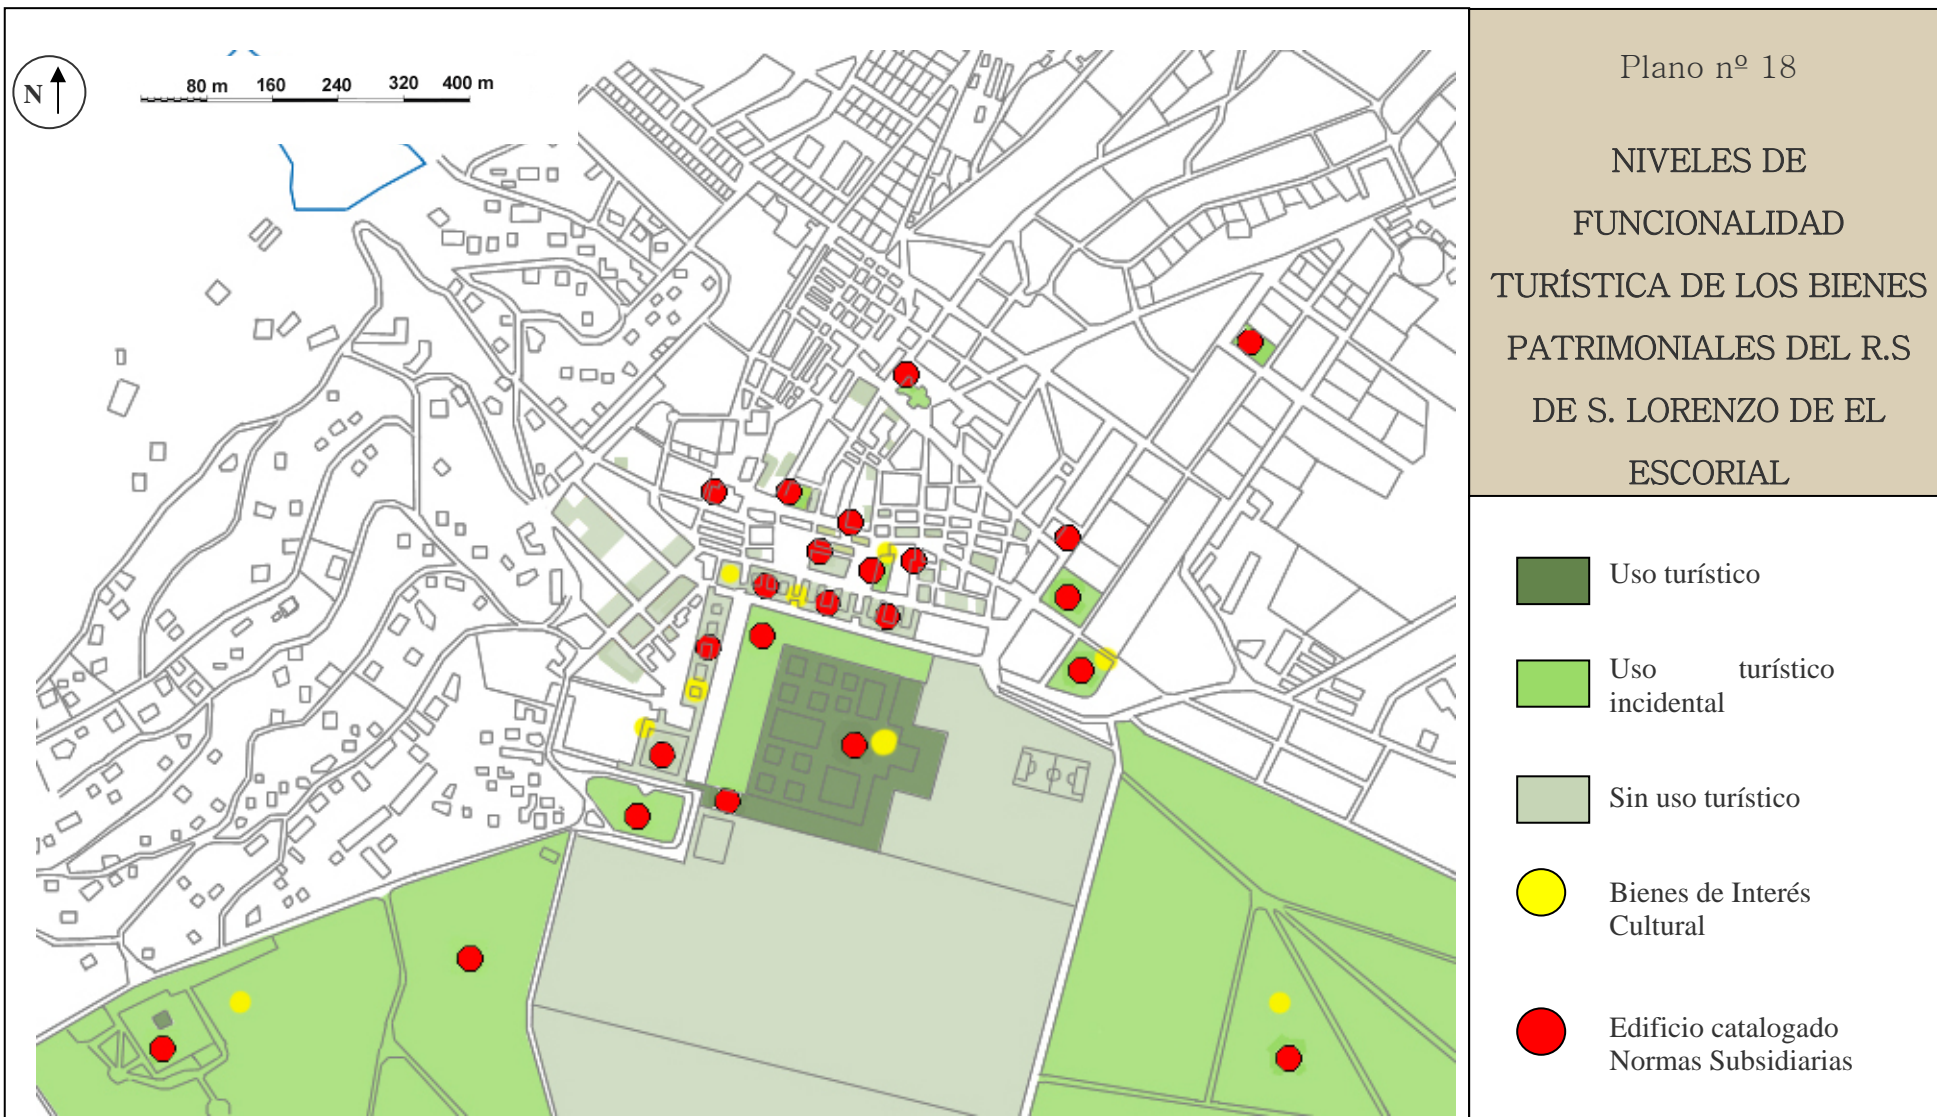 N
80 m 160 240 320 400 m
Plano nº 18
NIVELES DE
FUNCIONALIDAD
TURÍSTICA DE LOS BIENES
PATRIMONIALES DEL R.S
DE S. LORENZO DE EL
ESCORIAL
Uso turístico
Uso turístico
incidental
Sin uso turístico
Bienes de Interés
Cultural
Edificio catalogado
Normas Subsidiarias